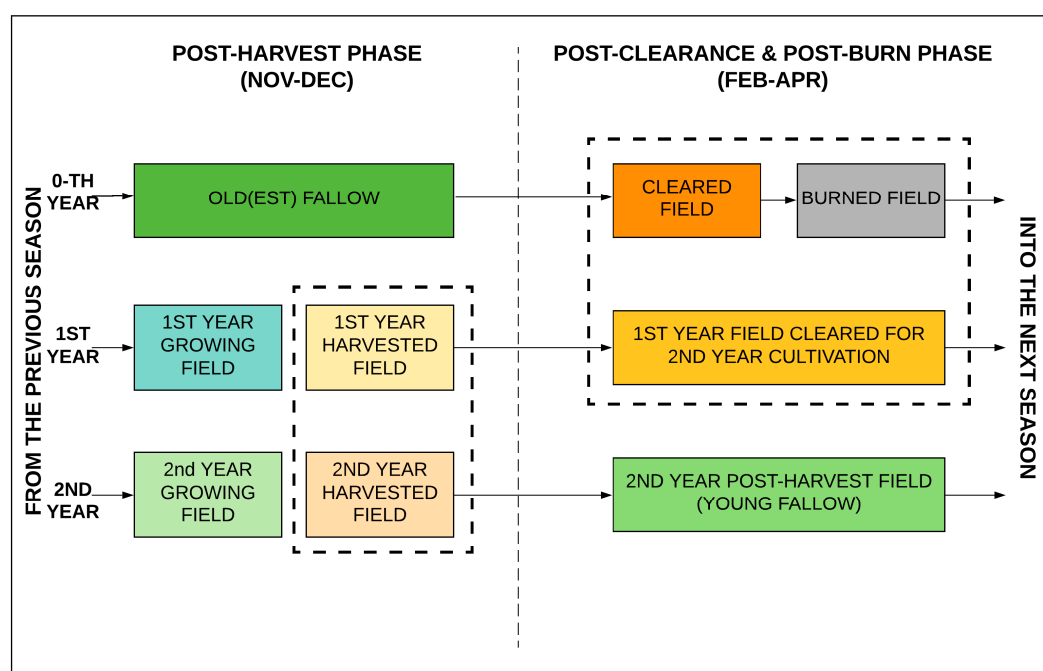 POST-HARVEST PHASE
(NOV-DEC)
POST-CLEARANCE & POST-BURN PHASE
(FEB-APR)
FROM THE PREVIOUS SEASON
0-TH
YEAR
OLD(EST) FALLOW
CLEARED
FIELD
BURNED FIELD
1ST
YEAR
1ST YEAR
GROWING
FIELD
1ST YEAR
HARVESTED
FIELD
1ST YEAR FIELD CLEARED FOR
2ND YEAR CULTIVATION
2ND
YEAR
2nd YEAR
GROWING
FIELD
2ND YEAR
HARVESTED
FIELD
2ND YEAR POST-HARVEST FIELD
(YOUNG FALLOW)
INTO THE NEXT SEASON